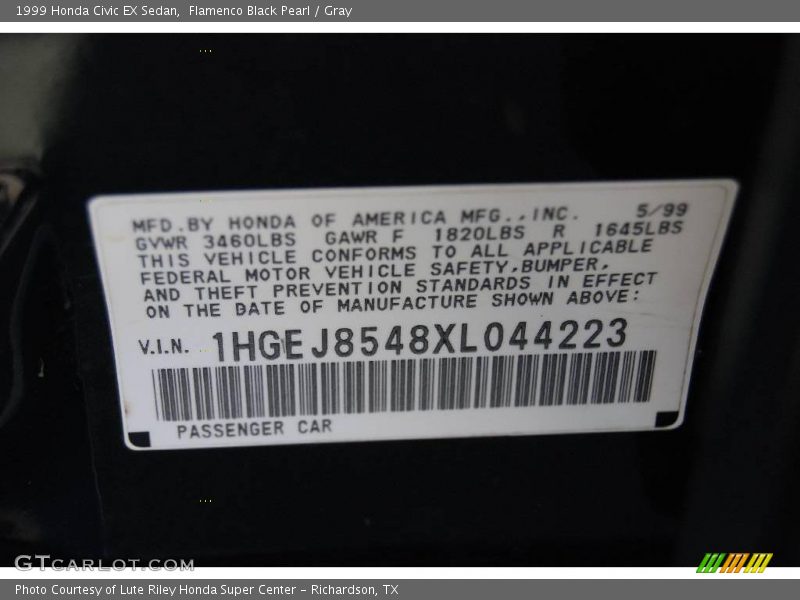 1999 Honda Civic EX Sedan,  Flamenco Black Pearl / Gray
MFD.BY HONDA OF AMERICA MFG.,INC. 5/99
GVWR 3460LBS GAWR F 1820LBS R 1645LBS
THIS VEHICLE CONFORMS TO ALL APPLICABLE
FEDERAL MOTOR VEHICLE SAFETY,BUMPER,
AND THEFT PREVENTION STANDARDS IN EFFECT
ON THE DATE OF MANUFACTURE SHOWN ABOVE:
V.I.N. 1HGEJ8548XL044223
PASSENGER CAR
GTCARLOT.COM
Photo Courtesy of Lute Riley Honda Super Center - Richardson, TX